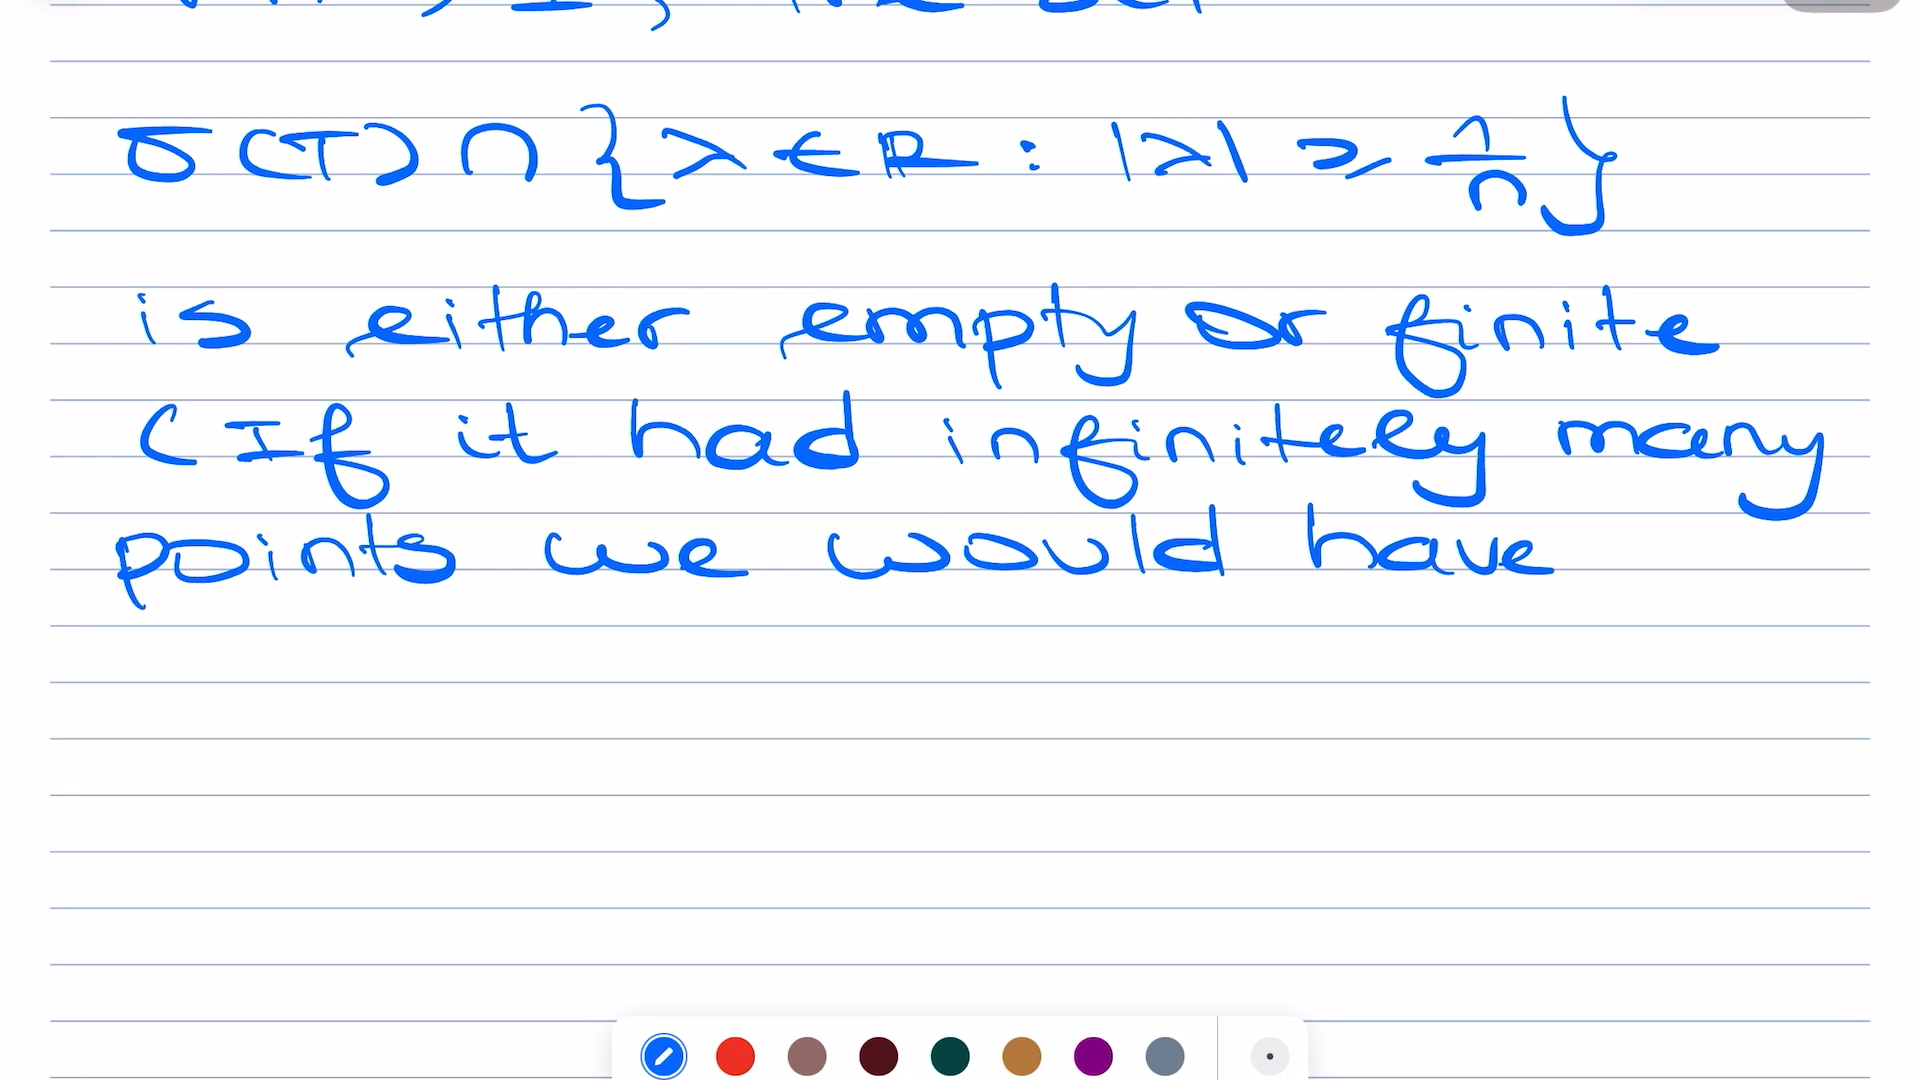 σ(T) ∩ {λ ∈ R : |λ| ≥ 1/n}
is either empty or finite
(If it had infinitely many
points we would have